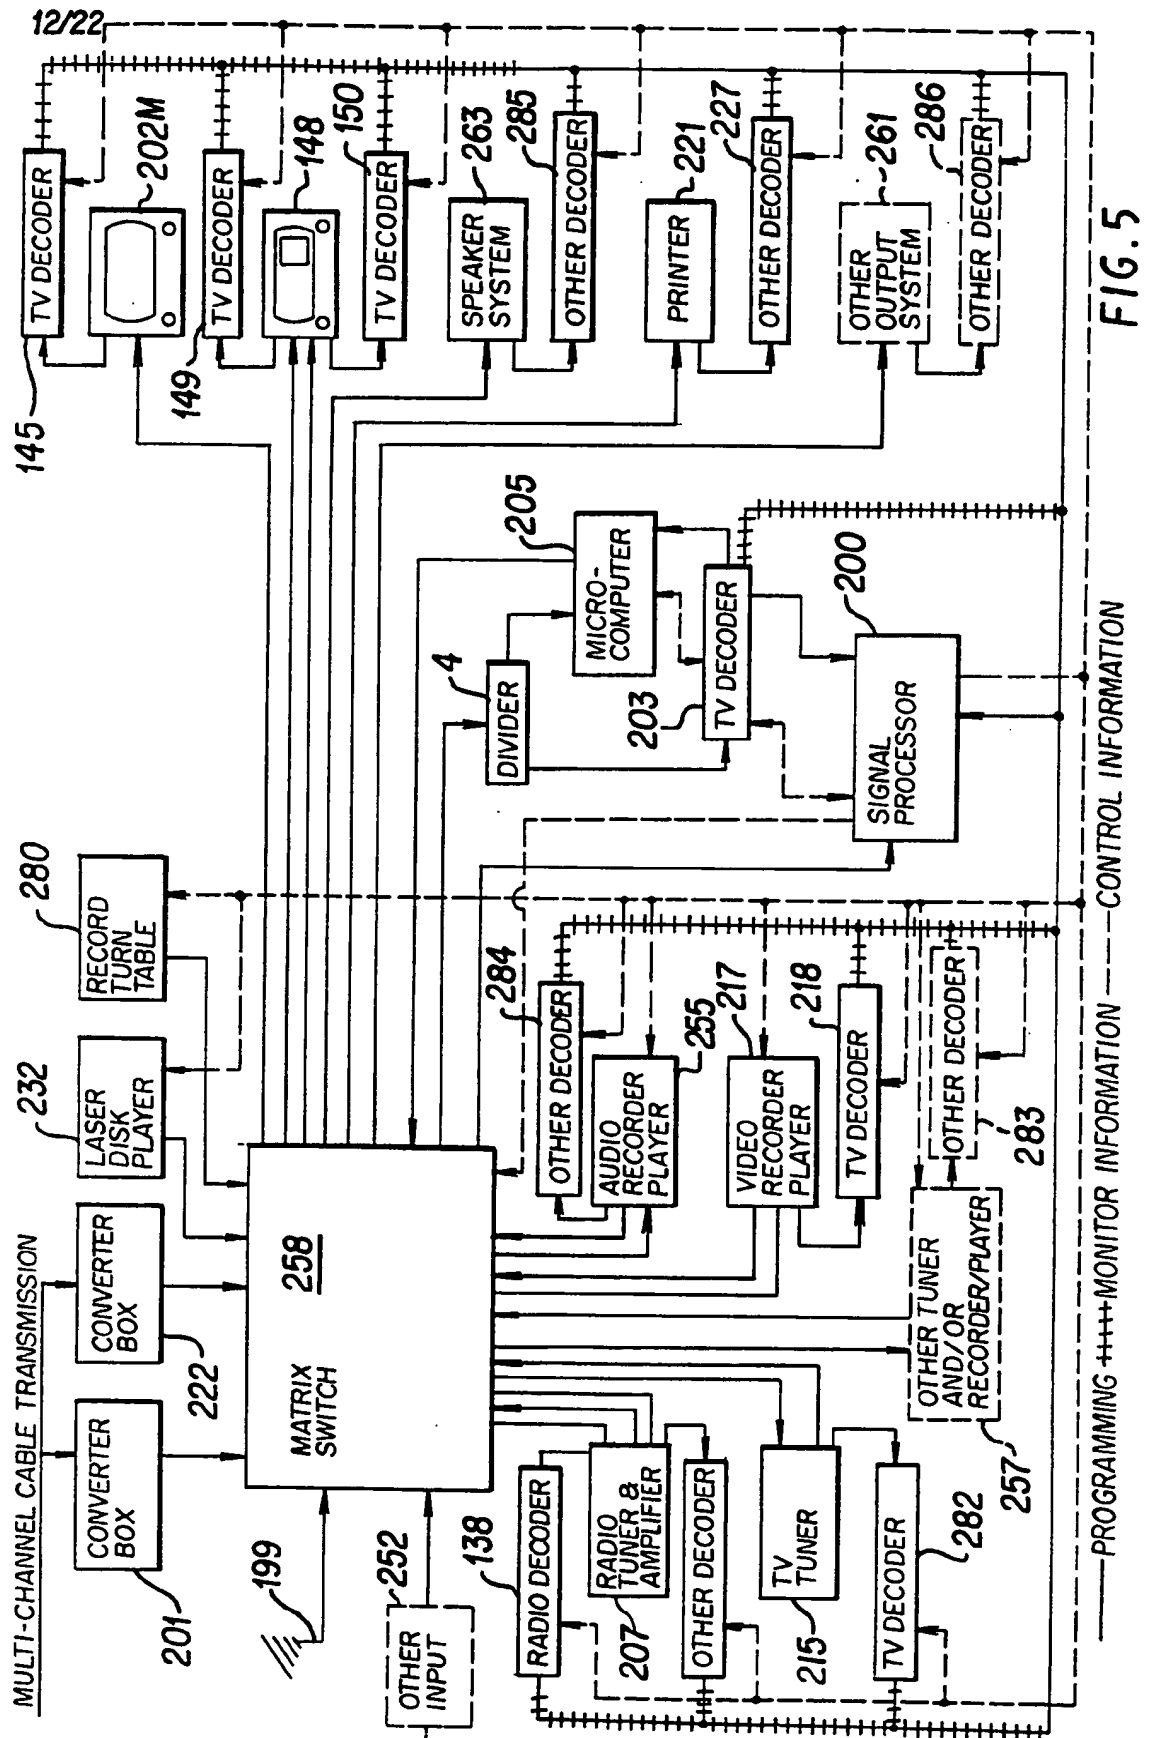 12/22
MULTI-CHANNEL CABLE TRANSMISSION
CONVERTER
BOX
201
CONVERTER
BOX
222
LASER
DISK
PLAYER
232
RECORD
TURN
TABLE
280
199
OTHER
INPUT
252
MATRIX
SWITCH
258
TV DECODER
145
202M
TV DECODER
149
148
TV DECODER
150
SPEAKER
SYSTEM
263
OTHER DECODER
285
PRINTER
221
OTHER DECODER
227
OTHER
OUTPUT
SYSTEM
261
OTHER DECODER
286
DIVIDER
4
MICRO-
COMPUTER
205
TV DECODER
203
SIGNAL
PROCESSOR
200
RADIO DECODER
138
RADIO
TUNER &
AMPLIFIER
207
OTHER DECODER
TV
TUNER
215
TV DECODER
282
OTHER DECODER
284
AUDIO
RECORDER
PLAYER
255
VIDEO
RECORDER
PLAYER
217
TV DECODER
218
OTHER TUNER
AND/OR
RECORDER/PLAYER
257
OTHER DECODER
283
PROGRAMMING MONITOR INFORMATION CONTROL INFORMATION
FIG. 5